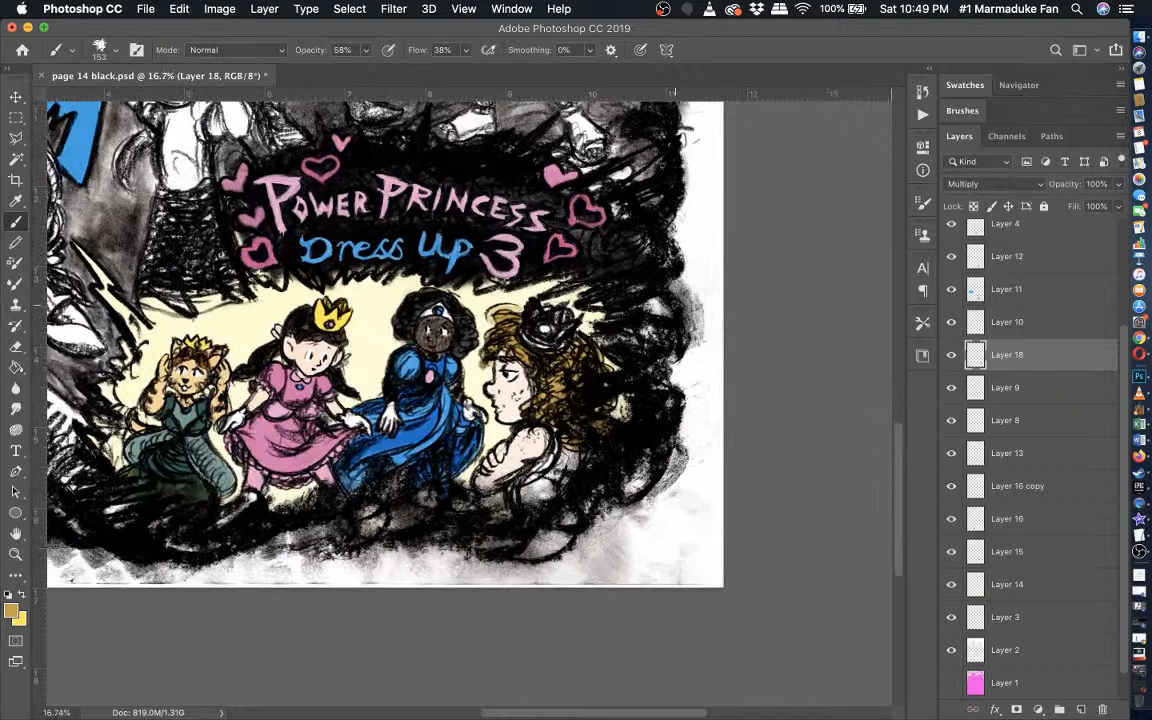 Photoshop CC File Edit Image Layer Type Select Filter 3D View Window Help 100% Sat 10:49 PM #1 Marmaduke Fan
Adobe Photoshop CC 2019
153 Mode: Normal Opacity: 58% Flow: 38% Smoothing: 0%
page 14 black.psd @ 16.7% (Layer 18, RGB/8*) *
Swatches Navigator
Brushes
Layers Channels Paths
Kind
Multiply Opacity: 100%
Lock: Fill: 100%
Layer 4
Layer 12
Layer 11
Layer 10
Layer 18
Layer 9
Layer 8
Layer 13
Layer 16 copy
Layer 16
Layer 15
Layer 14
Layer 3
Layer 2
Layer 1
POWER PRINCESS
Dress Up 3
16.74% Doc: 819.0M/1.31G